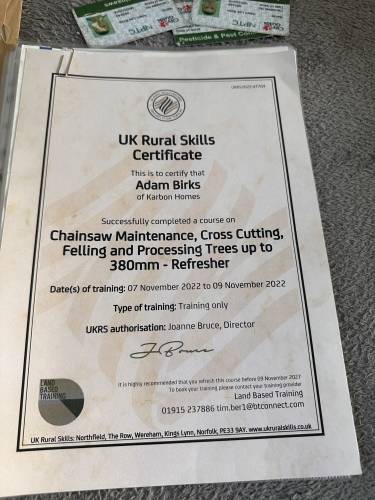 NPTC
NPTC
Pesticide & Pest Con
UK Rural Skills
Certificate
This is to certify that
Adam Birks
of Karbon Homes
Successfully completed a course on
Chainsaw Maintenance, Cross Cutting,
Felling and Processing Trees up to
380mm - Refresher
Date(s) of training: 07 November 2022 to 09 November 2022
Type of training: Training only
UKRS authorisation: Joanne Bruce, Director
It is highly recommended that you refresh this course before 09 November 2027
To book your training please contact your training provider
Land Based Training
01915 237886 tim.ber1@btconnect.com
LAND
BASED
TRAINING
UK Rural Skills: Northfield, The Row, Wereham, Kings Lynn, Norfolk, PE33 9AY. www.ukruralskills.co.uk